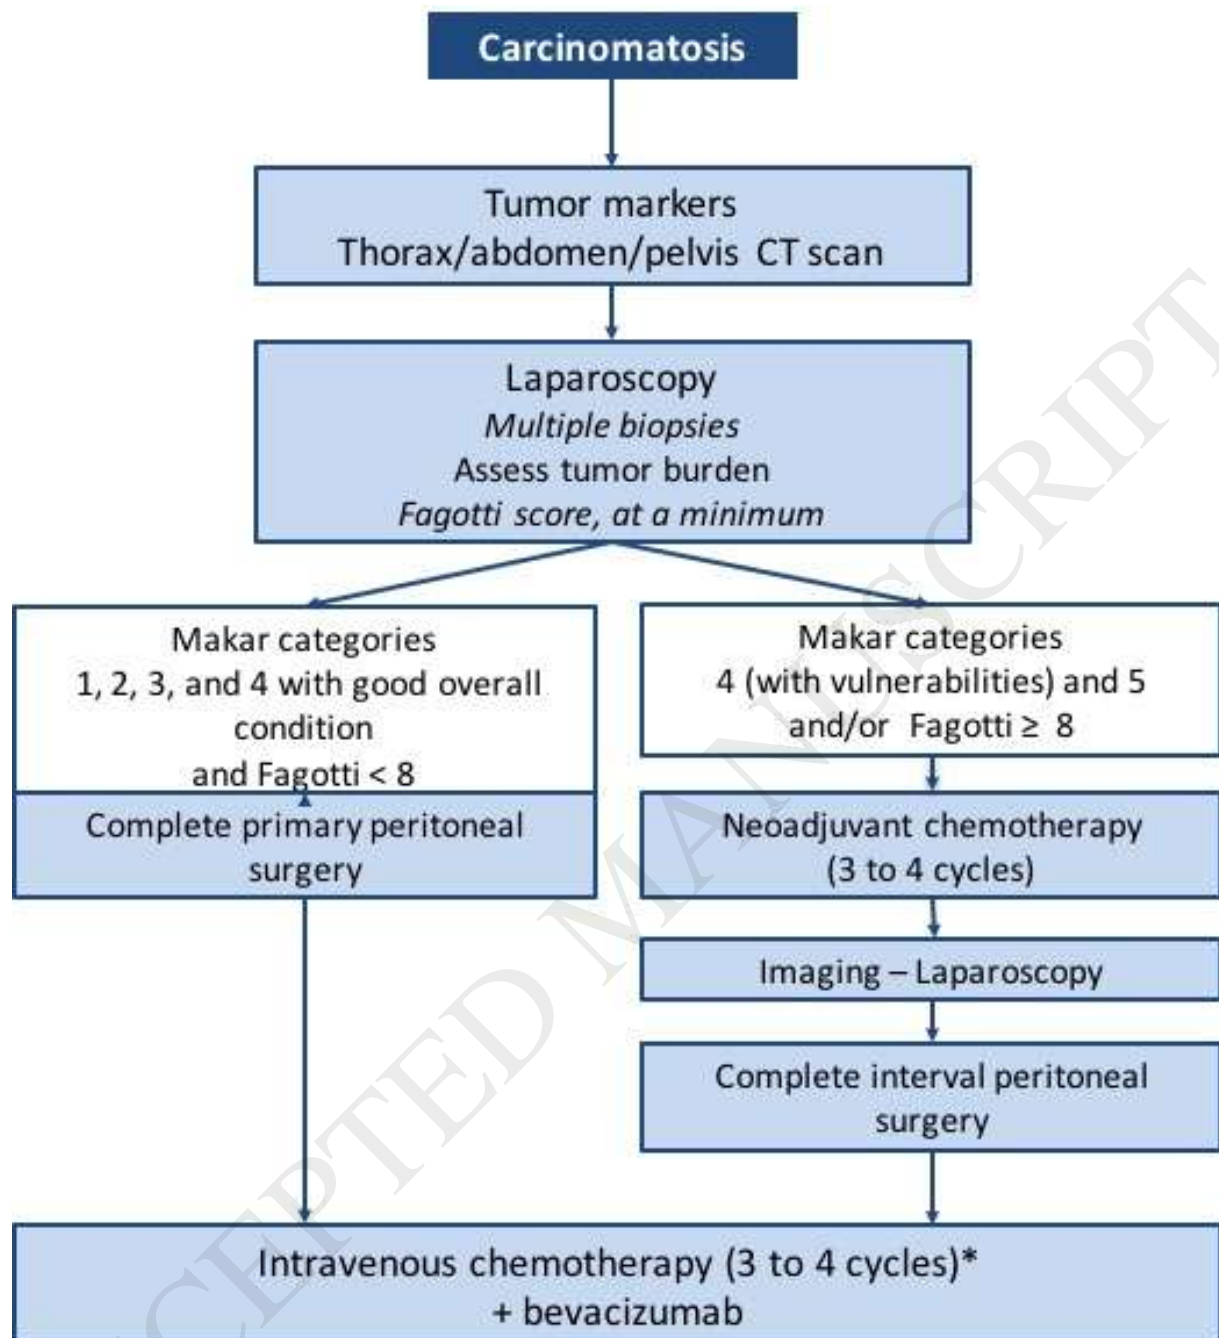 Carcinomatosis
Tumor markers
Thorax/abdomen/pelvis CT scan
Laparoscopy
Multiple biopsies
Assess tumor burden
Fagotti score, at a minimum
Makar categories
1, 2, 3, and 4 with good overall
condition
and Fagotti < 8
Complete primary peritoneal
surgery
Makar categories
4 (with vulnerabilities) and 5
and/or Fagotti ≥ 8
Neoadjuvant chemotherapy
(3 to 4 cycles)
Imaging – Laparoscopy
Complete interval peritoneal
surgery
Intravenous chemotherapy (3 to 4 cycles)*
+ bevacizumab
CEPTED MANUSCRIPT